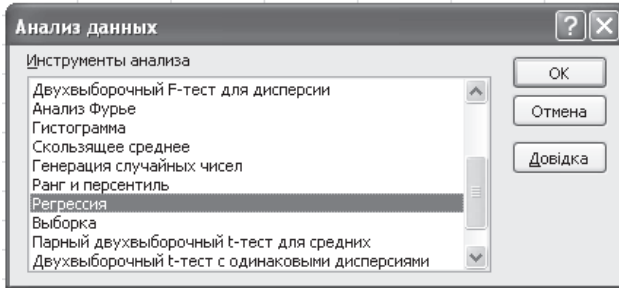 Анализ данных
Инструменты анализа
Двухвыборочный F-тест для дисперсии
Анализ Фурье
Гистограмма
Скользящее среднее
Генерация случайных чисел
Ранг и персентиль
Регрессия
Выборка
Парный двухвыборочный t-тест для средних
Двухвыборочный t-тест с одинаковыми дисперсиями
ОК
Отмена
Довідка